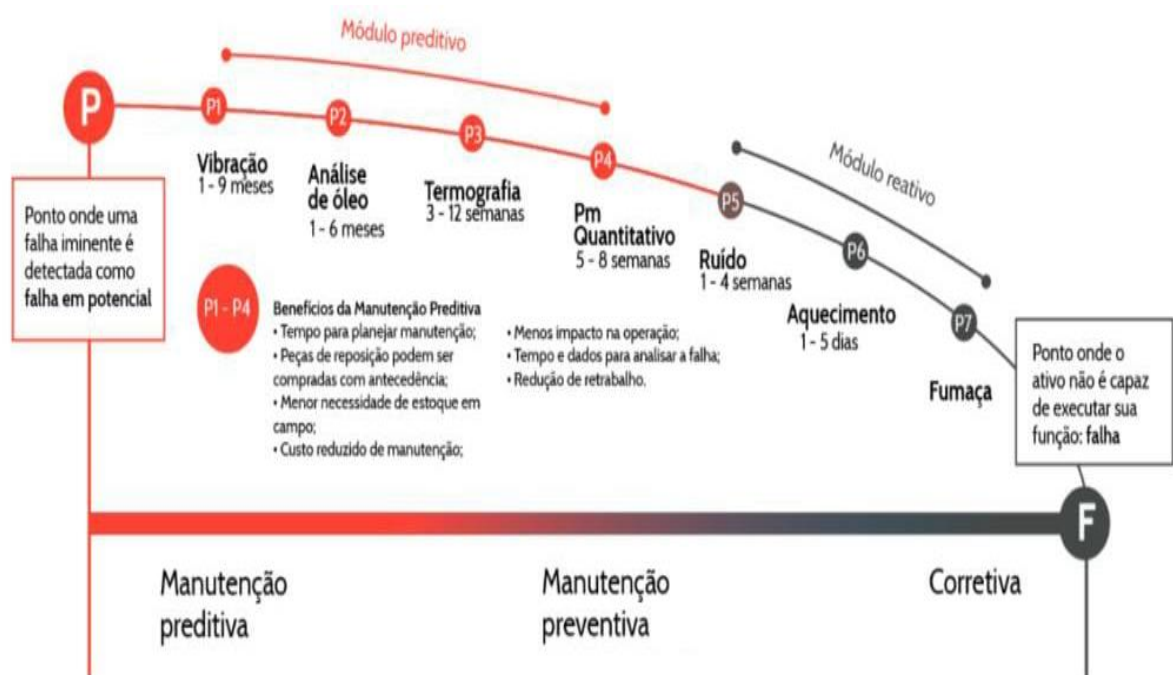 Módulo preditivo
P
P1
P2
P3
P4
P5
P6
P7
Módulo reativo
Vibração
1 - 9 meses
Análise
de óleo
1 - 6 meses
Termografia
3 - 12 semanas
Pm
Quantitativo
5 - 8 semanas
Ruído
1 - 4 semanas
Aquecimento
1 - 5 dias
Fumaça
Ponto onde uma
falha iminente é
detectada como
falha em potencial
P1 - P4
Benefícios da Manutenção Preditiva
• Tempo para planejar manutenção;
• Peças de reposição podem ser
compradas com antecedência;
• Menor necessidade de estoque em
campo;
• Custo reduzido de manutenção;
• Menos impacto na operação;
• Tempo e dados para analisar a falha;
• Redução de retrabalho.
Ponto onde o
ativo não é capaz
de executar sua
função: falha
F
Manutenção
preditiva
Manutenção
preventiva
Corretiva